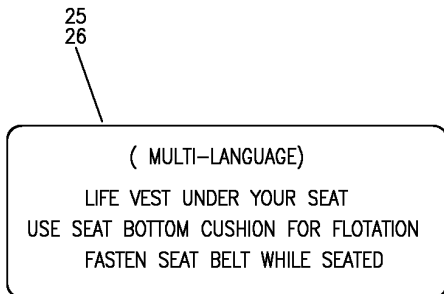 25
26
( MULTI-LANGUAGE)
LIFE VEST UNDER YOUR SEAT
USE SEAT BOTTOM CUSHION FOR FLOTATION
FASTEN SEAT BELT WHILE SEATED